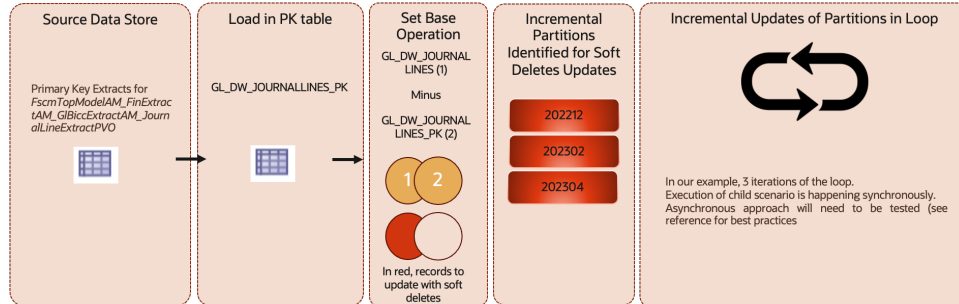 Source Data Store
Primary Key Extracts for
FscmTopModelAM_FinExtrac
tAM_GlBiccExtractAM_Journ
alLineExtractPVO
Load in PK table
GL_DW_JOURNALLINES_PK
Set Base
Operation
GL_DW_JOURNAL
LINES (1)
Minus
GL_DW_JOURNAL
LINES_PK (2)
1
2
In red, records to
update with soft
deletes
Incremental
Partitions
Identified for Soft
Deletes Updates
202212
202302
202304
Incremental Updates of Partitions in Loop
In our example, 3 iterations of the loop.
Execution of child scenario is happening synchronously.
Asynchronous approach will need to be tested (see
reference for best practices